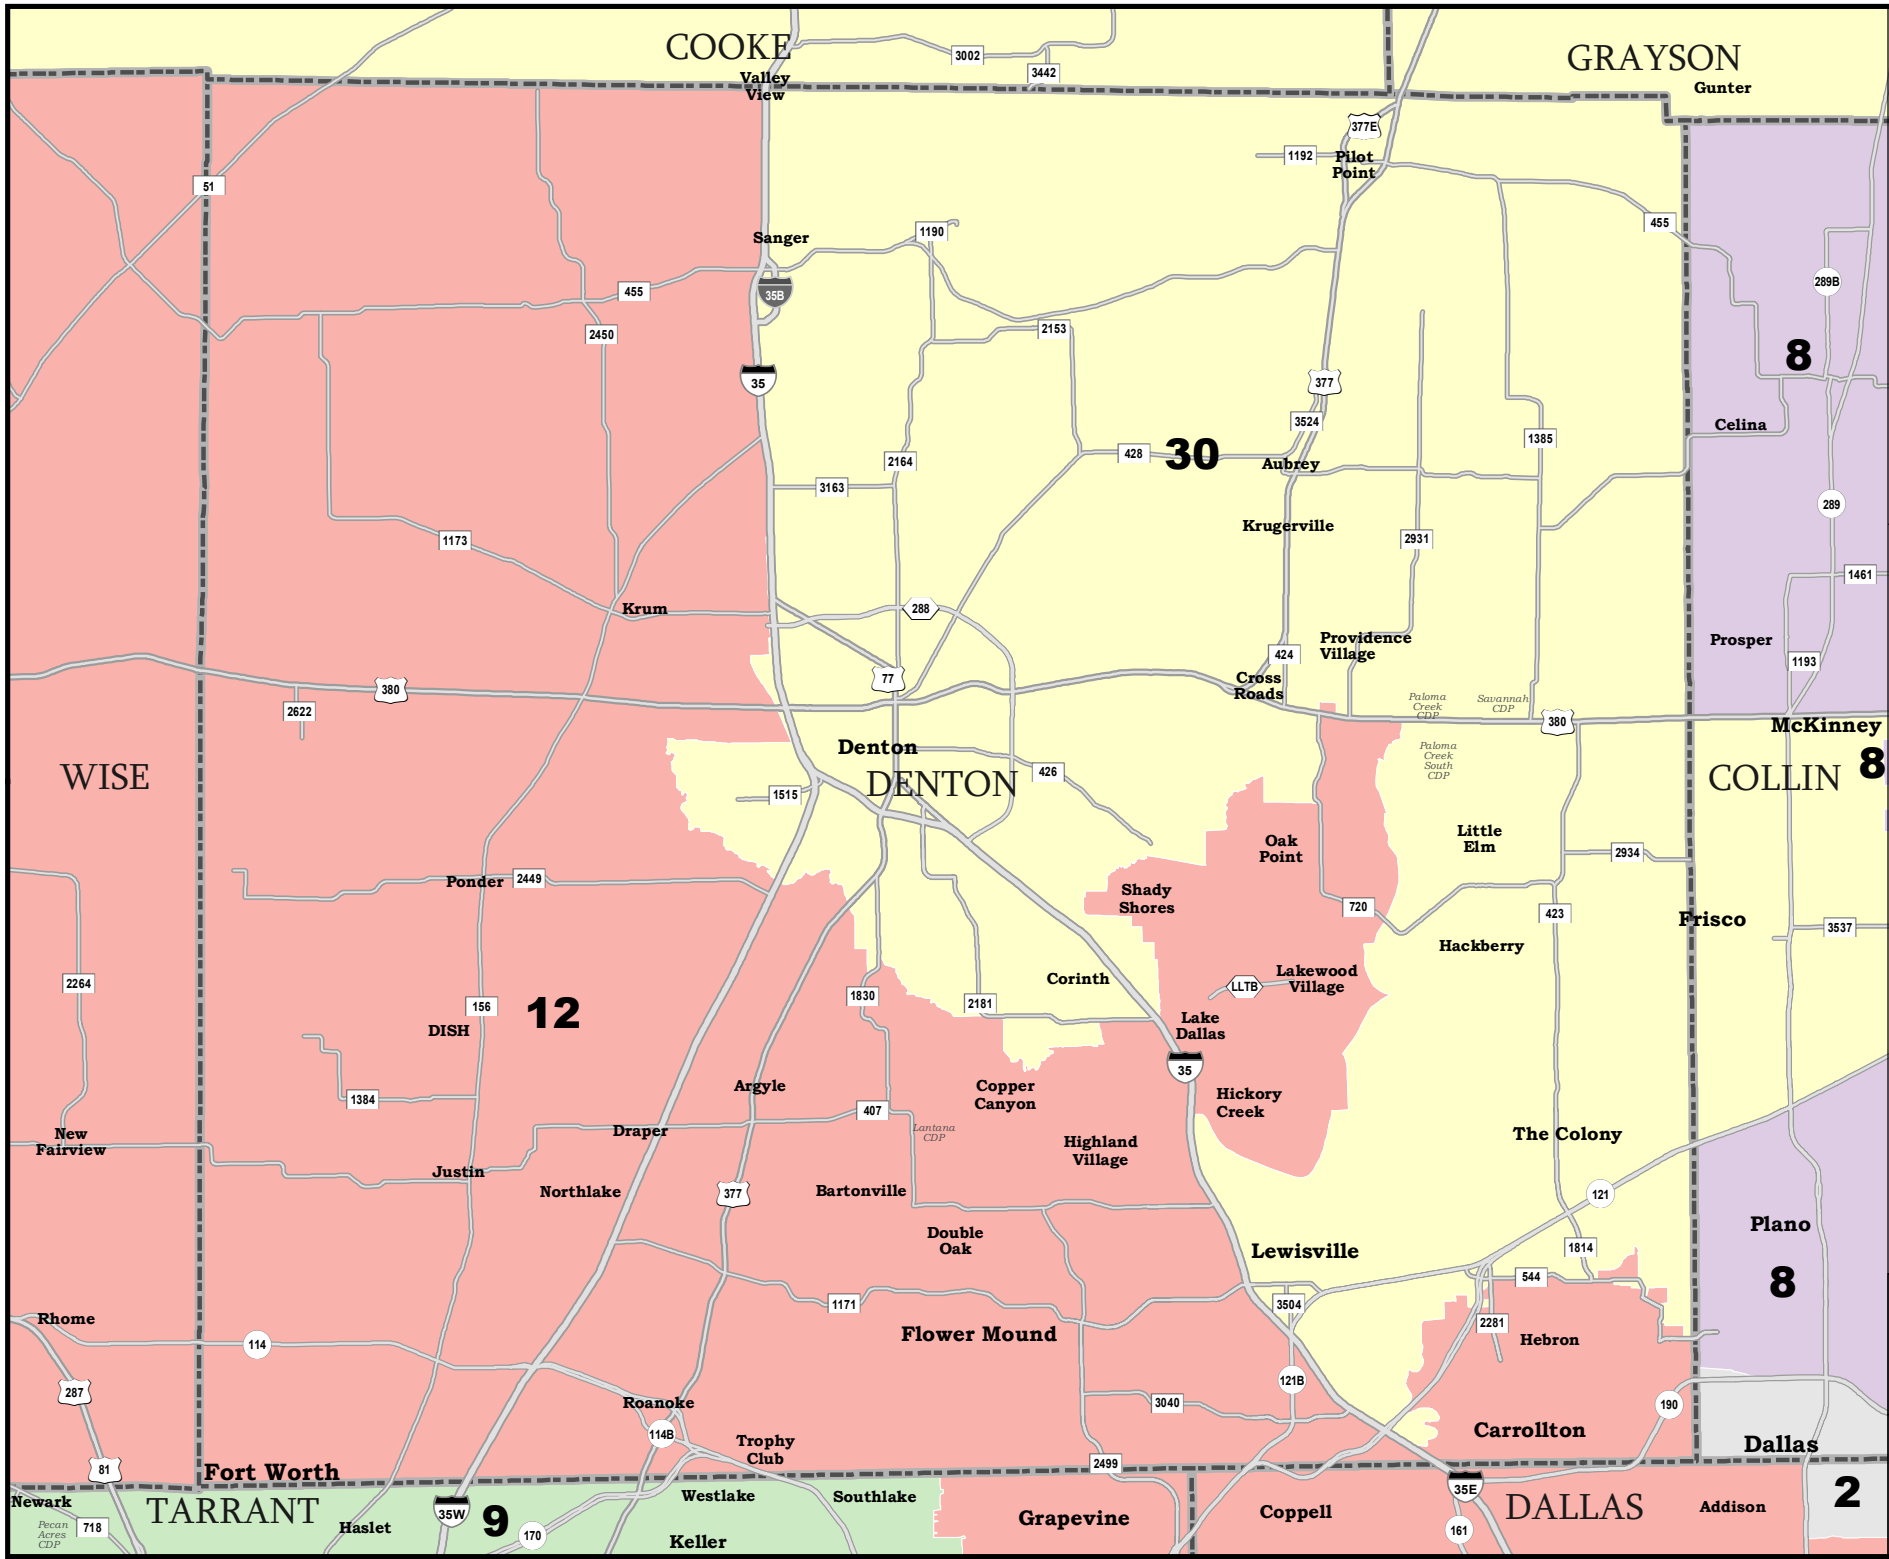 COOKE
3002
3442
GRAYSON
Valley
View
Gunter
377E
1192
Pilot
Point
51
455
1190
Sanger
35B
289B
455
2450
2153
8
35
377
3524
Celina
1385
2164
428
30
Aubrey
3163
289
Krugerville
1173
2931
1461
Krum
288
Providence
Village
Prosper
424
1193
77
Cross
Roads
380
2622
Paloma
Creek
CDP
Savannah
CDP
380
McKinney
Denton
Paloma
Creek
South
CDP
8
WISE
DENTON
426
COLLIN
1515
Oak
Point
Little
Elm
2934
Ponder
2449
Shady
Shores
720
423
Frisco
3537
Hackberry
2264
Corinth
Lakewood
Village
LLTB
1830
2181
156
12
DISH
Lake
Dallas
35
Argyle
Copper
Canyon
Hickory
Creek
1384
407
Draper
Lantana
CDP
New
Fairview
Highland
Village
The Colony
Justin
Northlake
377
Bartonville
121
Plano
Double
Oak
Lewisville
1814
544
8
1171
3504
Rhome
Flower Mound
2281
Hebron
114
287
121B
Roanoke
3040
190
114B
Trophy
Club
Carrollton
Dallas
81
Fort Worth
2499
35E
2
Newark
TARRANT
35W
9
Westlake
Southlake
Grapevine
Coppell
DALLAS
Addison
Pecan
Acres
CDP
718
Haslet
170
Keller
161